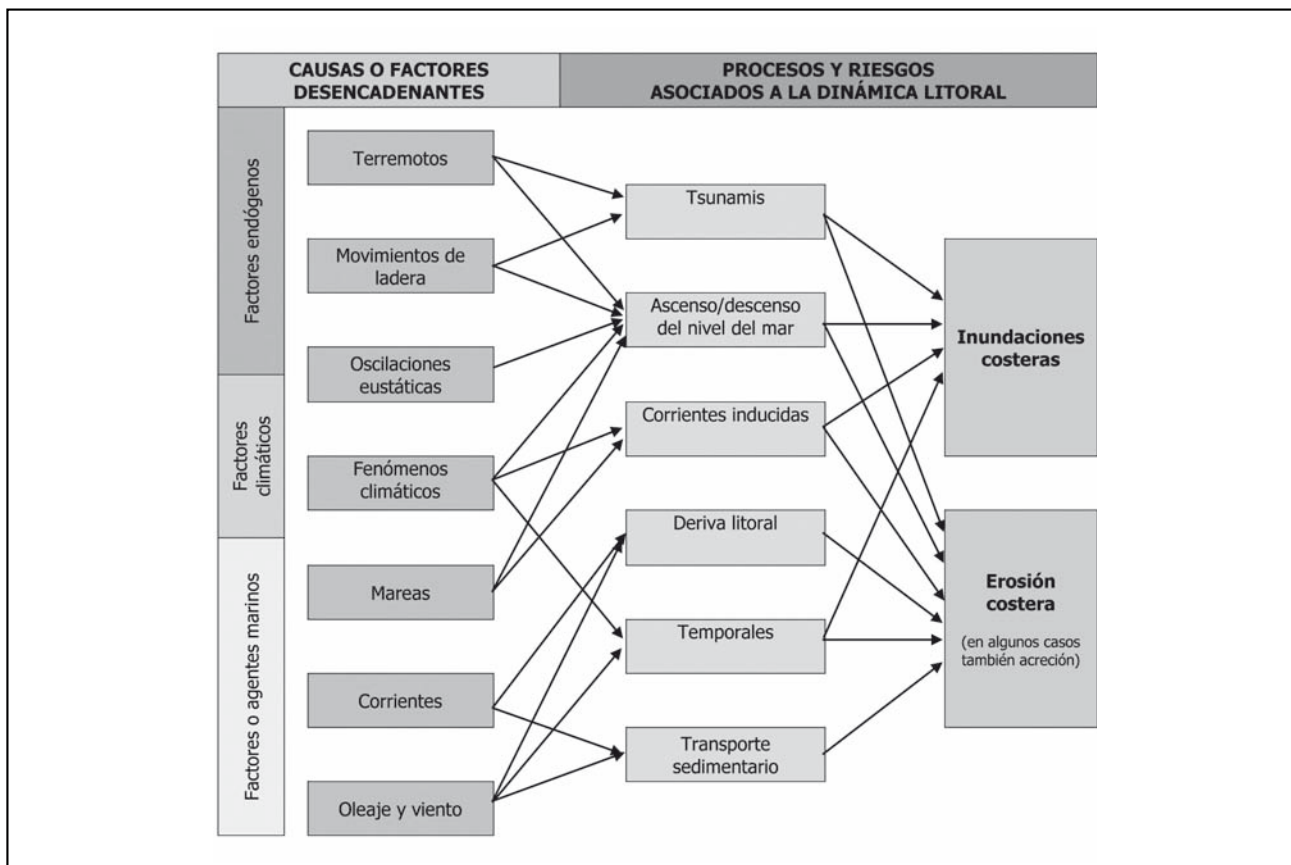 CAUSAS O FACTORES
DESENCADENANTES
PROCESOS Y RIESGOS
ASOCIADOS A LA DINÁMICA LITORAL
Factores endógenos
Terremotos
Movimientos de
ladera
Oscilaciones
eustáticas
Factores
climáticos
Fenómenos
climáticos
Factores o agentes marinos
Mareas
Corrientes
Oleaje y viento
Tsunamis
Ascenso/descenso
del nivel del mar
Corrientes inducidas
Deriva litoral
Temporales
Transporte
sedimentario
Inundaciones
costeras
Erosión
costera
(en algunos casos
también acreción)